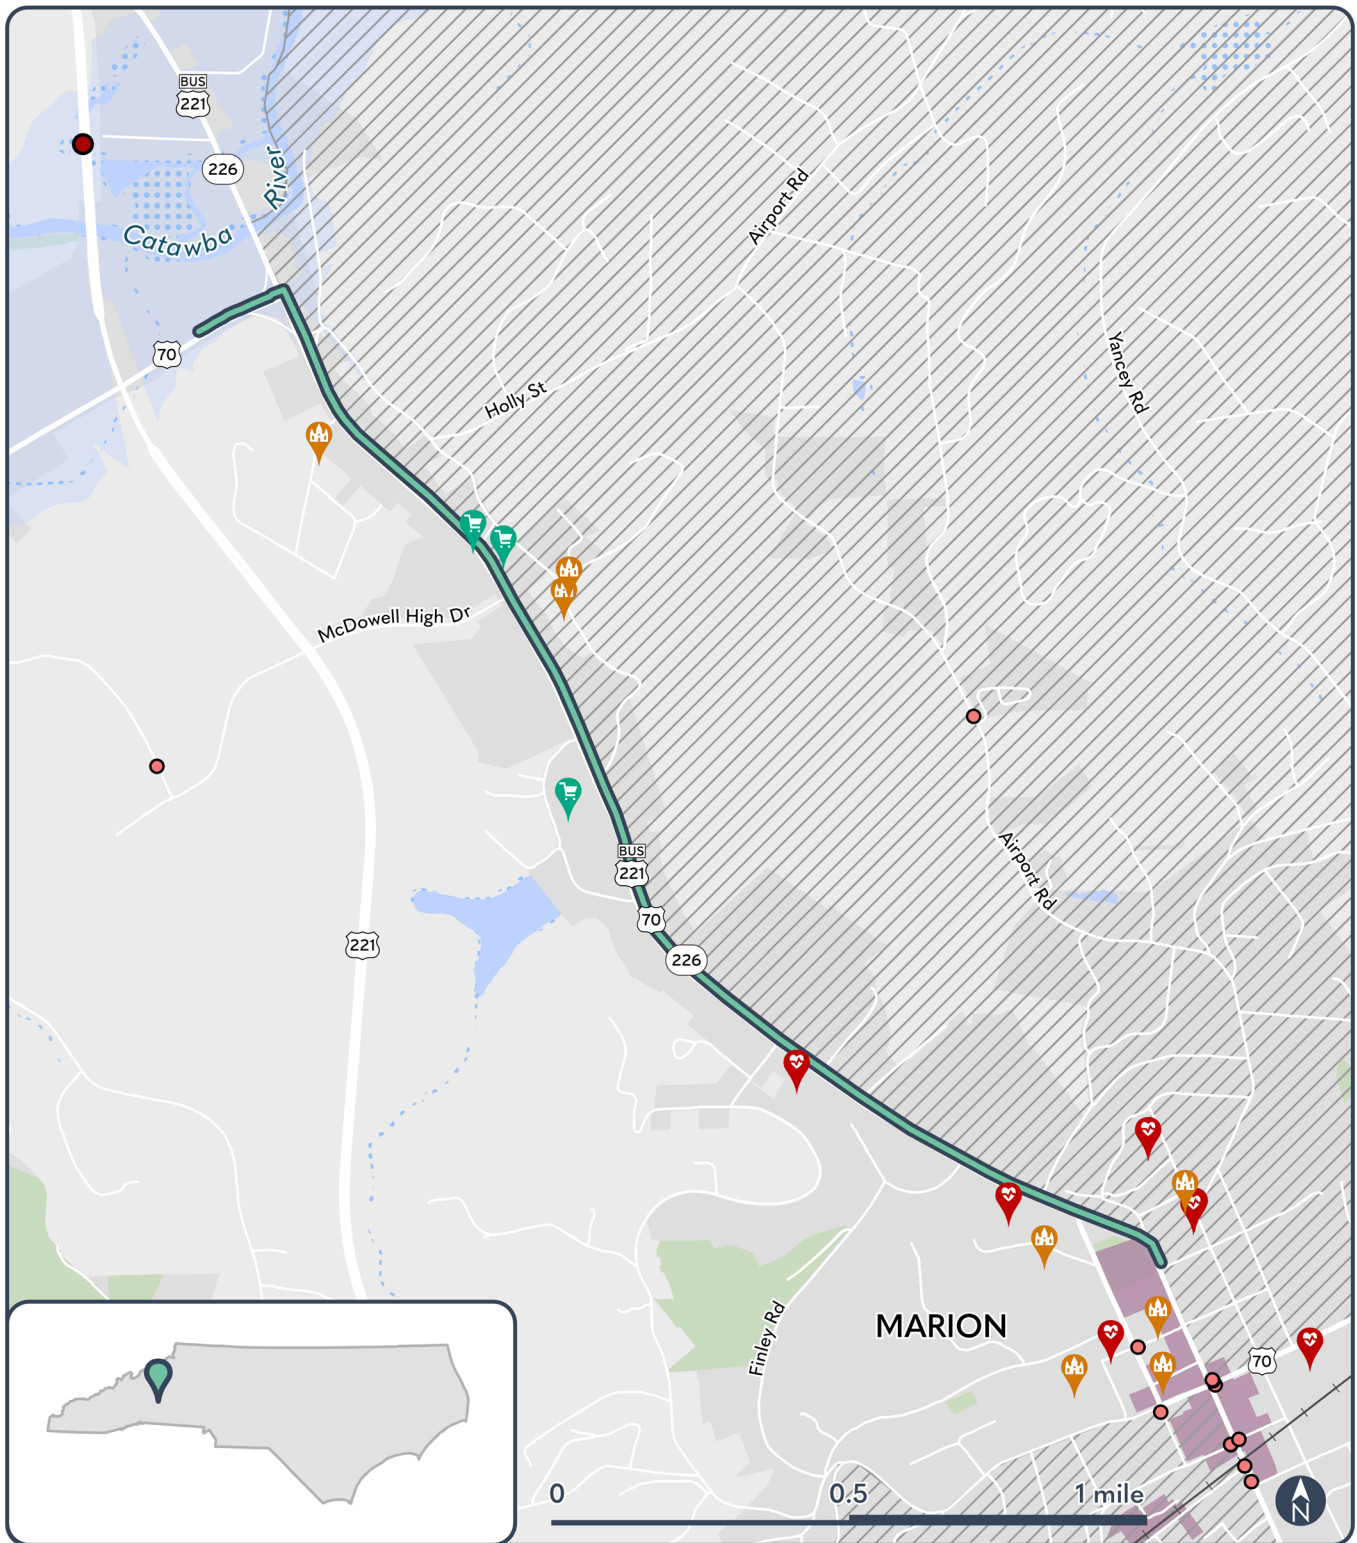 BUS
221
226
River
Catawba
Airport Rd
70
Yancey Rd
Holly St
McDowell High Dr
BUS
221
Airport Rd
70
221
226
MARION
Finley Rd
70
0
0.5
1 mile
N